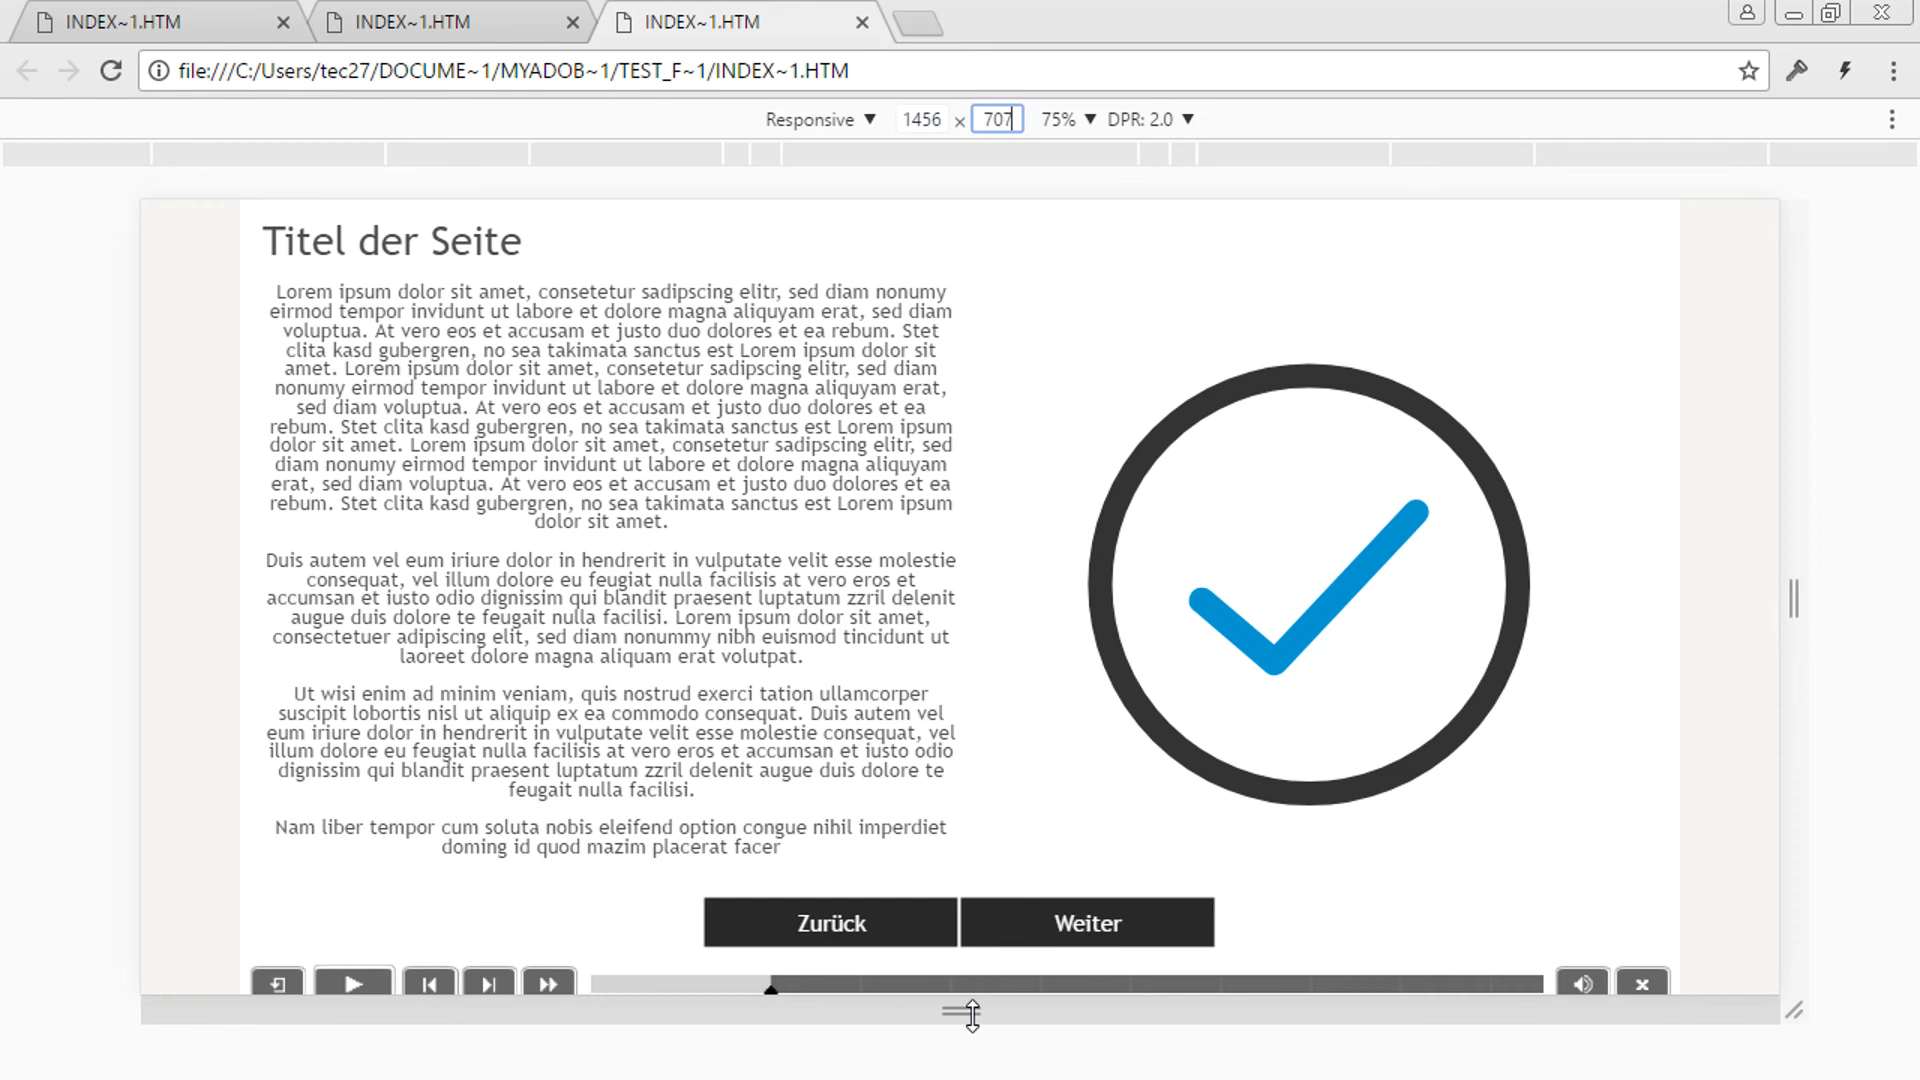 INDEX~1.HTM
INDEX~1.HTM
INDEX~1.HTM
file:///C:/Users/tec27/DOCUME~1/MYADOB~1/TEST_F~1/INDEX~1.HTM
Responsive ▼ 1456 × 707 75% ▼ DPR: 2.0 ▼
Titel der Seite
Lorem ipsum dolor sit amet, consetetur sadipscing elitr, sed diam nonumy
eirmod tempor invidunt ut labore et dolore magna aliquyam erat, sed diam
voluptua. At vero eos et accusam et justo duo dolores et ea rebum. Stet
clita kasd gubergren, no sea takimata sanctus est Lorem ipsum dolor sit
amet. Lorem ipsum dolor sit amet, consetetur sadipscing elitr, sed diam
nonumy eirmod tempor invidunt ut labore et dolore magna aliquyam erat,
sed diam voluptua. At vero eos et accusam et justo duo dolores et ea
rebum. Stet clita kasd gubergren, no sea takimata sanctus est Lorem ipsum
dolor sit amet. Lorem ipsum dolor sit amet, consetetur sadipscing elitr, sed
diam nonumy eirmod tempor invidunt ut labore et dolore magna aliquyam
erat, sed diam voluptua. At vero eos et accusam et justo duo dolores et ea
rebum. Stet clita kasd gubergren, no sea takimata sanctus est Lorem ipsum
dolor sit amet.
Duis autem vel eum iriure dolor in hendrerit in vulputate velit esse molestie
consequat, vel illum dolore eu feugiat nulla facilisis at vero eros et
accumsan et iusto odio dignissim qui blandit praesent luptatum zzril delenit
augue duis dolore te feugait nulla facilisi. Lorem ipsum dolor sit amet,
consectetuer adipiscing elit, sed diam nonummy nibh euismod tincidunt ut
laoreet dolore magna aliquam erat volutpat.
Ut wisi enim ad minim veniam, quis nostrud exerci tation ullamcorper
suscipit lobortis nisl ut aliquip ex ea commodo consequat. Duis autem vel
eum iriure dolor in hendrerit in vulputate velit esse molestie consequat, vel
illum dolore eu feugiat nulla facilisis at vero eros et accumsan et iusto odio
dignissim qui blandit praesent luptatum zzril delenit augue duis dolore te
feugait nulla facilisi.
Nam liber tempor cum soluta nobis eleifend option congue nihil imperdiet
doming id quod mazim placerat facer
Zurück
Weiter